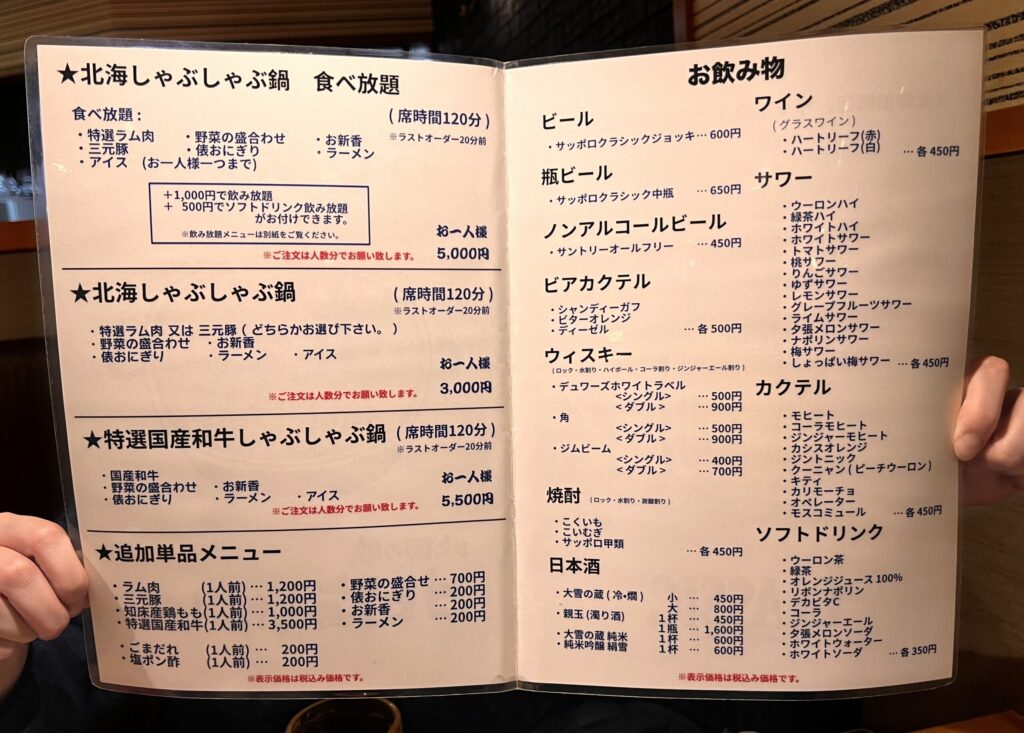 ★北海しゃぶしゃぶ鍋 食べ放題
食べ放題：
(席時間120分)
※ラストオーダー20分前
・特選ラム肉 ・野菜の盛合わせ ・お新香
・三元豚 ・俵おにぎり ・ラーメン
・アイス (お一人様一つまで)
＋1,000円で飲み放題
＋ 500円でソフトドリンク飲み放題
がお付けできます。
※飲み放題メニューは別紙をご覧ください。
お一人様
※ご注文は人数分でお願い致します。 5,000円
★北海しゃぶしゃぶ鍋 (席時間120分)
※ラストオーダー20分前
・特選ラム肉 又は 三元豚 ( どちらかお選び下さい。 )
・野菜の盛合わせ ・お新香
・俵おにぎり ・ラーメン ・アイス
お一人様
※ご注文は人数分でお願い致します。 3,000円
★特選国産和牛しゃぶしゃぶ鍋 (席時間120分)
※ラストオーダー20分前
・国産和牛
・野菜の盛合わせ ・お新香
・俵おにぎり ・ラーメン ・アイス
お一人様
※ご注文は人数分でお願い致します。 5,500円
★追加単品メニュー
・ラム肉 (1人前) … 1,200円
・三元豚 (1人前) … 1,200円
・知床産鶏もも(1人前) … 1,000円
・特選国産和牛(1人前) … 3,500円
・野菜の盛合せ … 700円
・俵おにぎり … 200円
・お新香 … 200円
・ラーメン … 200円
・ごまだれ (1人前) … 200円
・塩ポン酢 (1人前) … 200円
※表示価格は税込み価格です。
お飲み物
ビール
・サッポロクラシックジョッキ… 600円
瓶ビール
・サッポロクラシック中瓶 … 650円
ノンアルコールビール
・サントリーオールフリー … 450円
ビアカクテル
・シャンディーガフ
・ビターオレンジ
・ディーゼル … 各 500円
ウィスキー
(ロック・水割り・ハイボール・コーラ割り・ジンジャーエール割り)
・デュワーズホワイトラベル
<シングル> … 500円
<ダブル> … 900円
・角
<シングル> … 500円
<ダブル> … 900円
・ジムビーム
<シングル> … 400円
<ダブル> … 700円
焼酎 (ロック・水割り・炭酸割り)
・こくいも
・こいむぎ
・サッポロ甲類 … 各 450円
日本酒
・大雪の蔵 ( 冷・燗 ) 小 … 450円
大 … 800円
・親玉 (濁り酒) 1杯 … 450円
1瓶 … 1,600円
・大雪の蔵 純米 1杯 … 600円
・純米吟醸 絹雪 1杯 … 600円
ワイン
(グラスワイン)
・ハートリーフ(赤)
・ハートリーフ(白) … 各 450円
サワー
・ウーロンハイ
・緑茶ハイ
・ホワイトハイ
・ホワイトサワー
・トマトサワー
・桃サワー
・りんごサワー
・ゆずサワー
・レモンサワー
・グレープフルーツサワー
・ライムサワー
・夕張メロンサワー
・ナポリンサワー
・梅サワー
・しょっぱい梅サワー … 各 450円
カクテル
・モヒート
・コーラモヒート
・ジンジャーモヒート
・カシスオレンジ
・ジントニック
・クーニャン ( ピーチウーロン )
・キティ
・カリモーチョ
・オペレーター
・モスコミュール … 各 450円
ソフトドリンク
・ウーロン茶
・緑茶
・オレンジジュース 100%
・リボンナポリン
・デカビタC
・コーラ
・ジンジャーエール
・夕張メロンソーダ
・ホワイトウォーター
・ホワイトソーダ … 各 350円
※表示価格は税込み価格です。